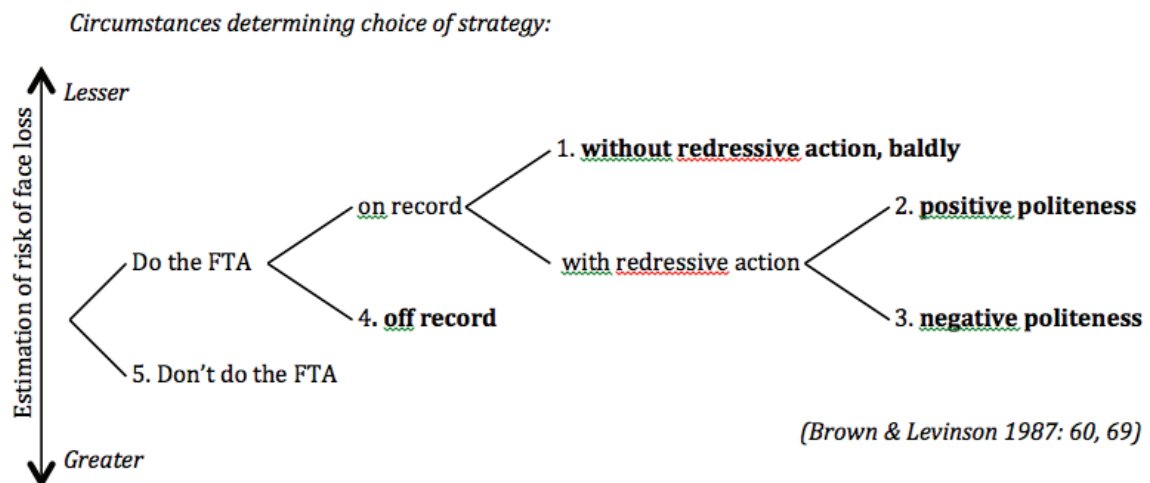 Circumstances determining choice of strategy:
Lesser
Estimation of risk of face loss
1. without redressive action, baldly
on record
2. positive politeness
Do the FTA
with redressive action
4. off record
3. negative politeness
5. Don't do the FTA
(Brown & Levinson 1987: 60, 69)
Greater